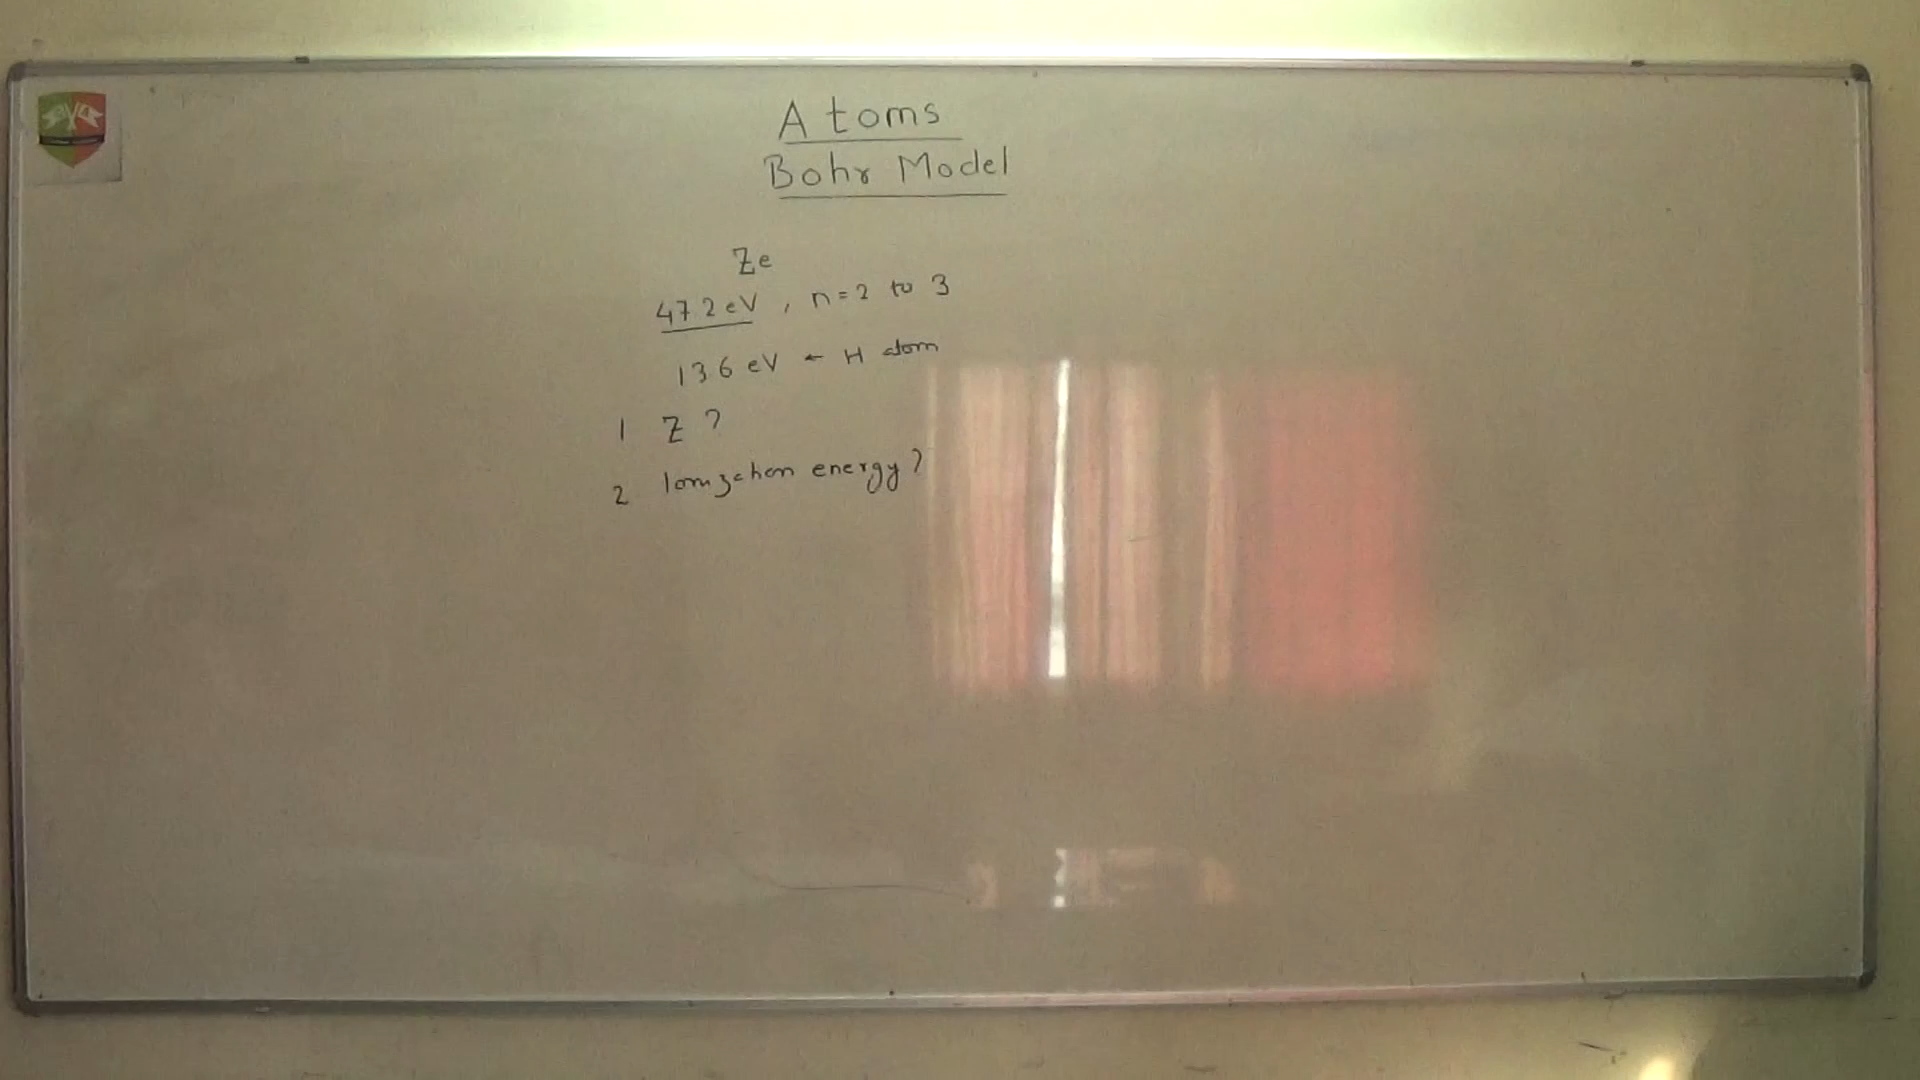 Atoms
Bohr Model
Ze
47.2 eV, n=2 to 3
13.6 eV ← H atom
1 Z ?
2 Ionization energy?